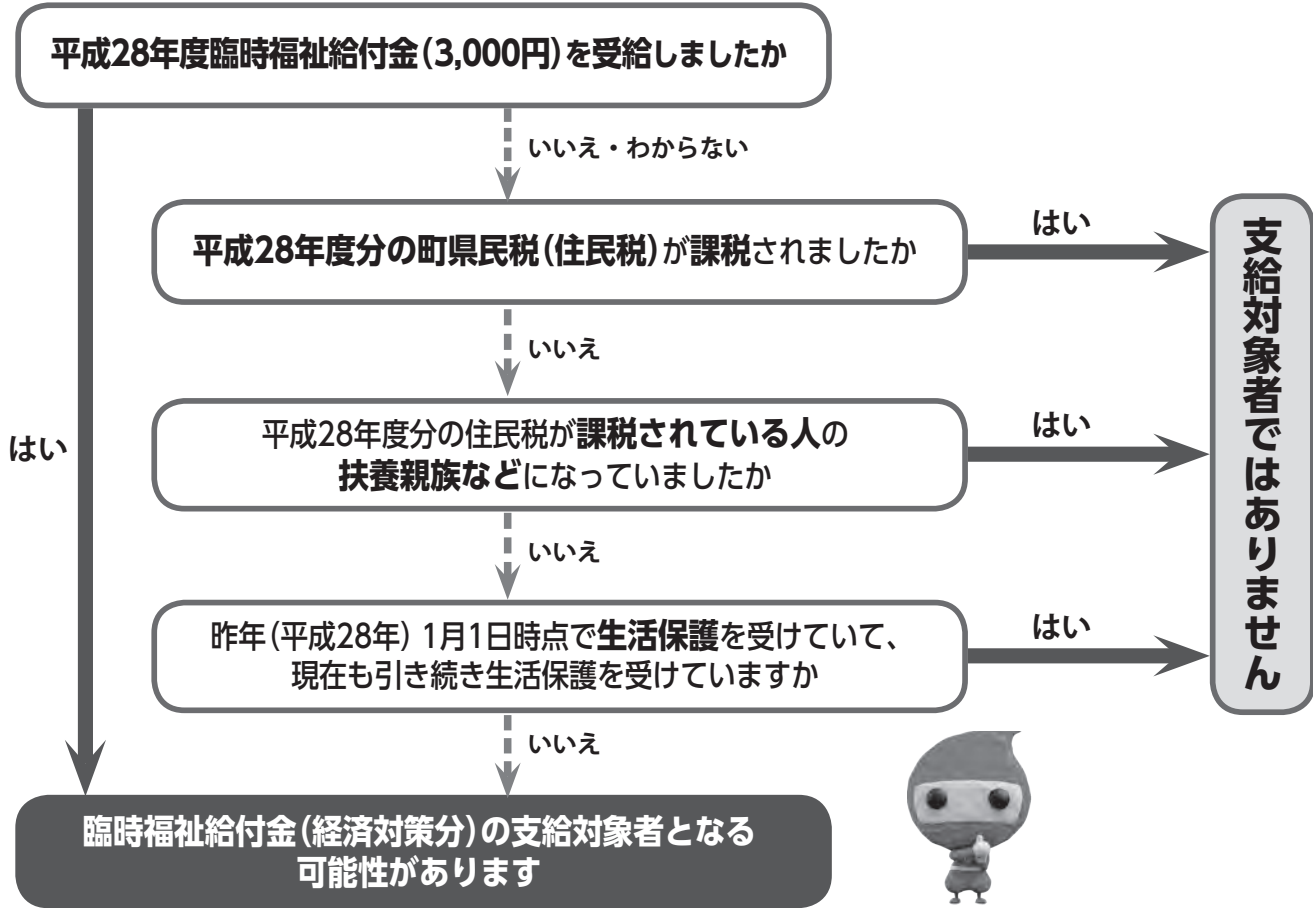 平成28年度臨時福祉給付金(3,000円)を受給しましたか
いいえ・わからない
平成28年度分の町県民税(住民税)が課税されましたか
はい
いいえ
平成28年度分の住民税が課税されている人の
扶養親族などになっていましたか
はい
いいえ
昨年(平成28年) 1月1日時点で生活保護を受けていて、
現在も引き続き生活保護を受けていますか
はい
いいえ
はい
支給対象者ではありません
臨時福祉給付金(経済対策分)の支給対象者となる
可能性があります